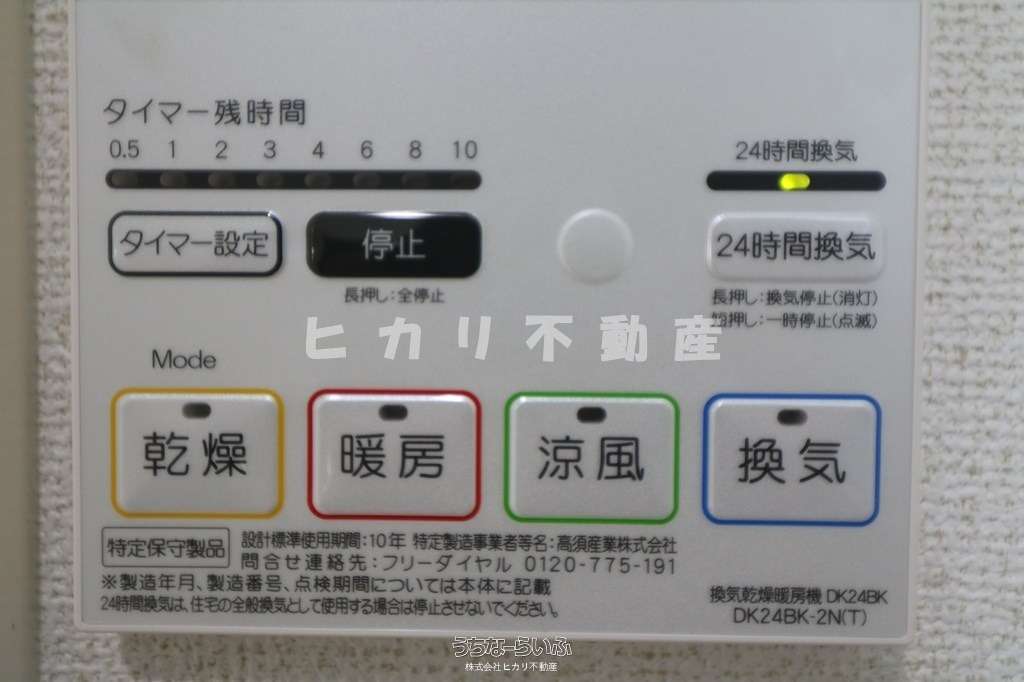 タイマー残時間
0.5 1 2 3 4 6 8 10
24時間換気
タイマー設定
停止
24時間換気
長押し:全停止
長押し:換気停止(消灯)
短押し:一時停止(点滅)
ヒカリ不動産
Mode
乾燥
暖房
涼風
換気
特定保守製品
設計標準使用期間:10年 特定製造事業者等名:高須産業株式会社
問合せ連絡先:フリーダイヤル 0120-775-191
※製造年月、製造番号、点検期間については本体に記載
24時間換気は、住宅の全般換気として使用する場合は停止させないでください。
換気乾燥暖房機 DK24BK
DK24BK-2N(T)
うちなーらいふ
株式会社ヒカリ不動産